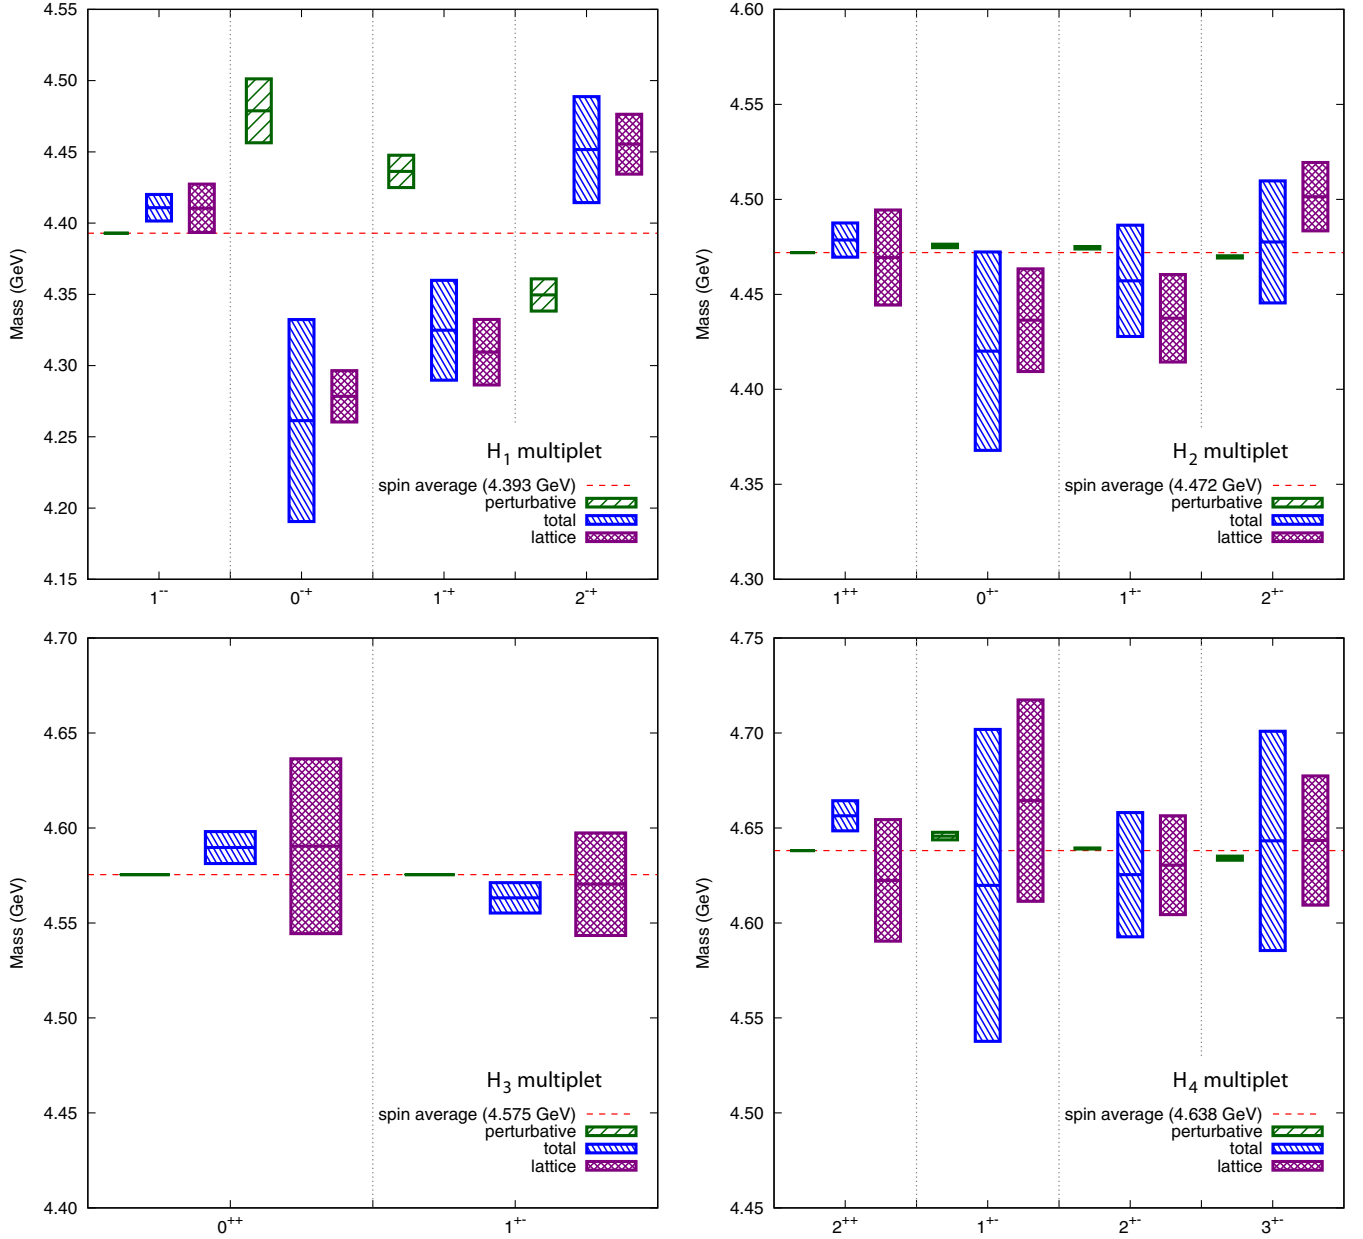 4.55
4.50
4.45
4.40
4.35
4.30
4.25
4.20
4.15
Mass (GeV)
H1 multiplet
spin average (4.393 GeV)
perturbative
total
lattice
1--
0-+
1-+
2-+
4.60
4.55
4.50
4.45
4.40
4.35
4.30
Mass (GeV)
H2 multiplet
spin average (4.472 GeV)
perturbative
total
lattice
1++
0+-
1+-
2+-
4.70
4.65
4.60
4.55
4.50
4.45
4.40
Mass (GeV)
H3 multiplet
spin average (4.575 GeV)
perturbative
total
lattice
0++
1+-
4.75
4.70
4.65
4.60
4.55
4.50
4.45
Mass (GeV)
H4 multiplet
spin average (4.638 GeV)
perturbative
total
lattice
2++
1+-
2+-
3+-